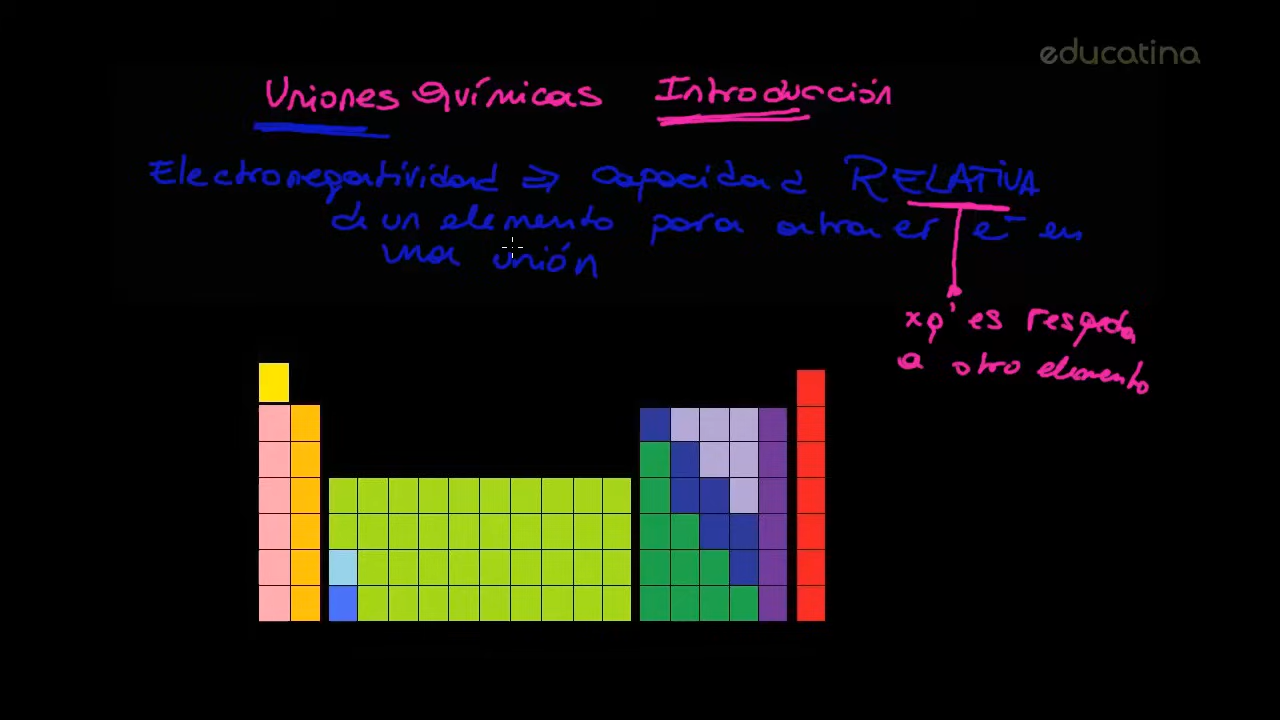 educatina
Uniones Químicas Introducción
Electronegatividad ⇒ capacidad RELATIVA
de un elemento para atraer e⁻ en
una unión
xq' es respecto
a otro elemento